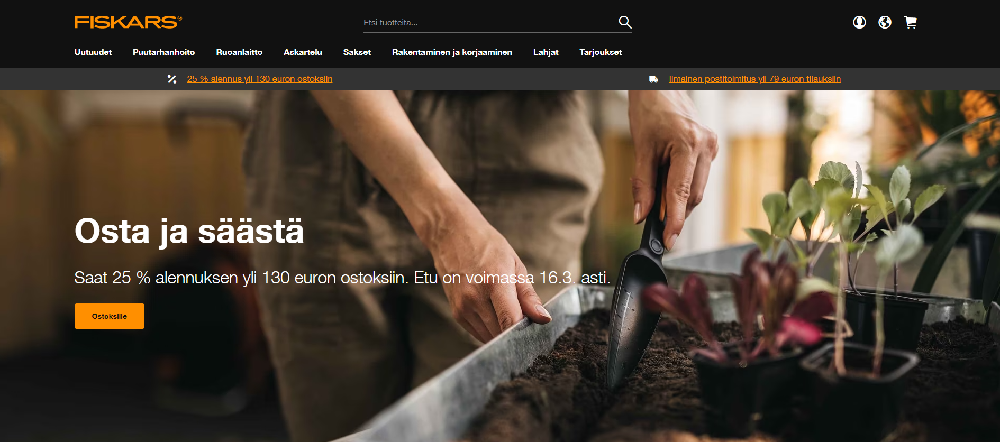 FISKARS®
Etsi tuotteita...
Uutuudet Puutarhanhoito Ruoanlaitto Askartelu Sakset Rakentaminen ja korjaaminen Lahjat Tarjoukset
25 % alennus yli 130 euron ostoksiin
Ilmainen postitoimitus yli 79 euron tilauksiin
Osta ja säästä
Saat 25 % alennuksen yli 130 euron ostoksiin. Etu on voimassa 16.3. asti.
Ostoksille